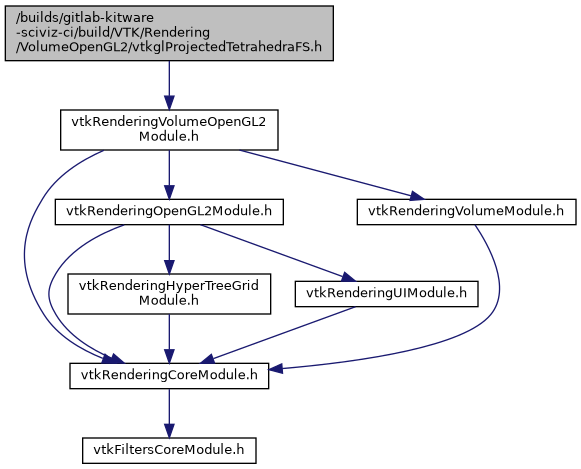 /builds/gitlab-kitware
-sciviz-ci/build/VTK/Rendering
/VolumeOpenGL2/vtkglProjectedTetrahedraFS.h
vtkRenderingVolumeOpenGL2
Module.h
vtkRenderingOpenGL2Module.h
vtkRenderingVolumeModule.h
vtkRenderingHyperTreeGrid
Module.h
vtkRenderingUIModule.h
vtkRenderingCoreModule.h
vtkFiltersCoreModule.h